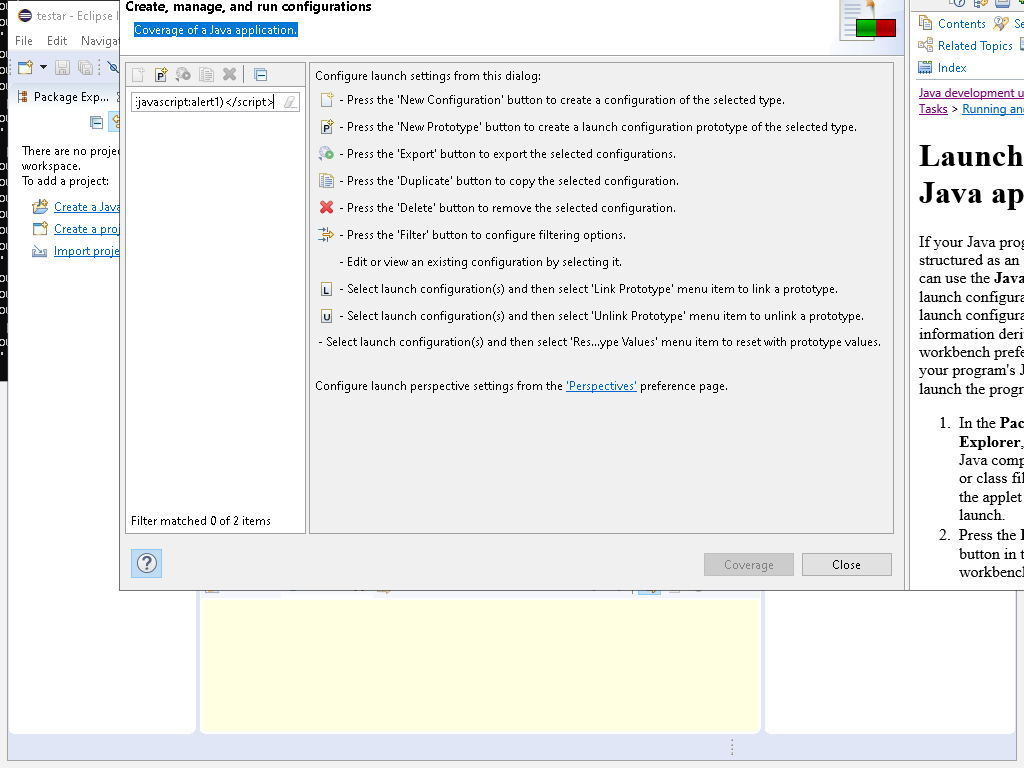 Create, manage, and run configurations
Coverage of a Java application.
testar - Eclipse I
File Edit Naviga
Package Exp...
There are no proje
workspace.
To add a project:
Create a Java
Create a proj
Import proje
javascript:alert1)</script>
Filter matched 0 of 2 items
Configure launch settings from this dialog:
- Press the 'New Configuration' button to create a configuration of the selected type.
- Press the 'New Prototype' button to create a launch configuration prototype of the selected type.
- Press the 'Export' button to export the selected configurations.
- Press the 'Duplicate' button to copy the selected configuration.
- Press the 'Delete' button to remove the selected configuration.
- Press the 'Filter' button to configure filtering options.
- Edit or view an existing configuration by selecting it.
- Select launch configuration(s) and then select 'Link Prototype' menu item to link a prototype.
- Select launch configuration(s) and then select 'Unlink Prototype' menu item to unlink a prototype.
- Select launch configuration(s) and then select 'Res...ype Values' menu item to reset with prototype values.
Configure launch perspective settings from the 'Perspectives' preference page.
Coverage
Close
Contents Se
Related Topics
Index
Java development u
Tasks > Running and
Launch
Java ap
If your Java prog
structured as an
can use the Java
launch configura
launch configura
information deri
workbench prefe
your program's J
launch the progr
1. In the Pac
Explorer,
Java comp
or class fil
the applet
launch.
2. Press the
button in t
workbencl